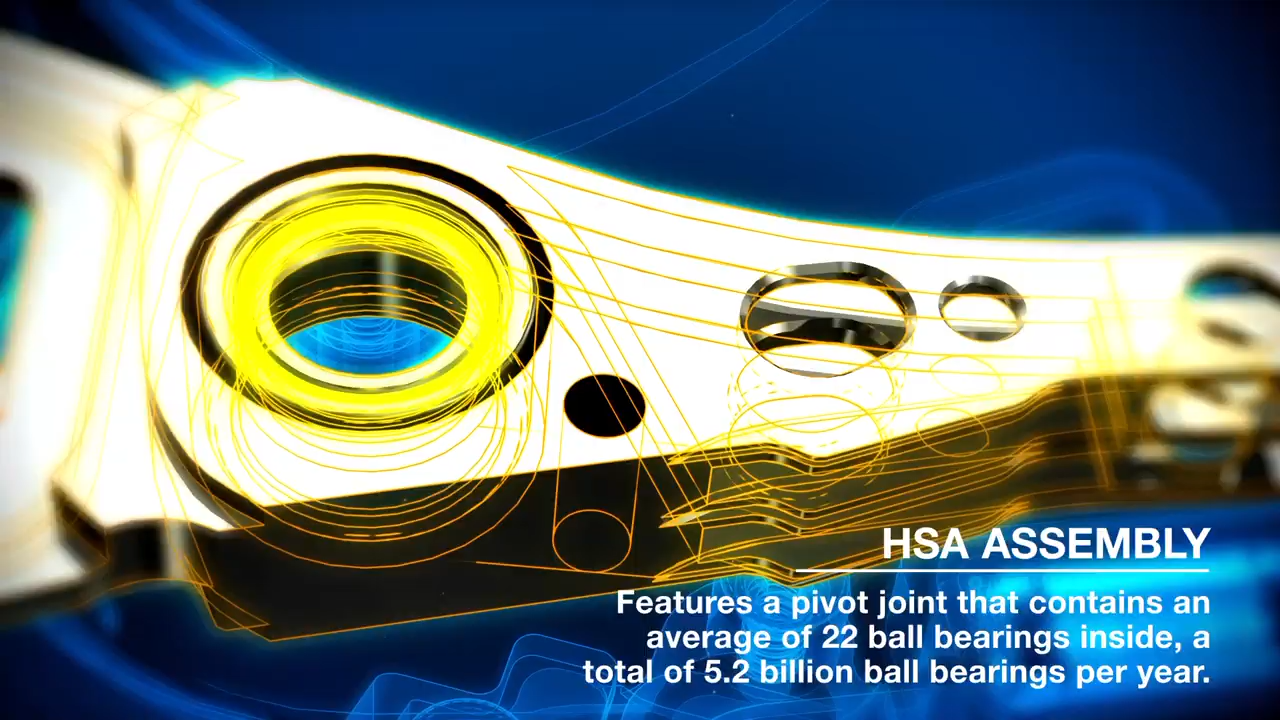 HSA ASSEMBLY
Features a pivot joint that contains an
average of 22 ball bearings inside, a
total of 5.2 billion ball bearings per year.